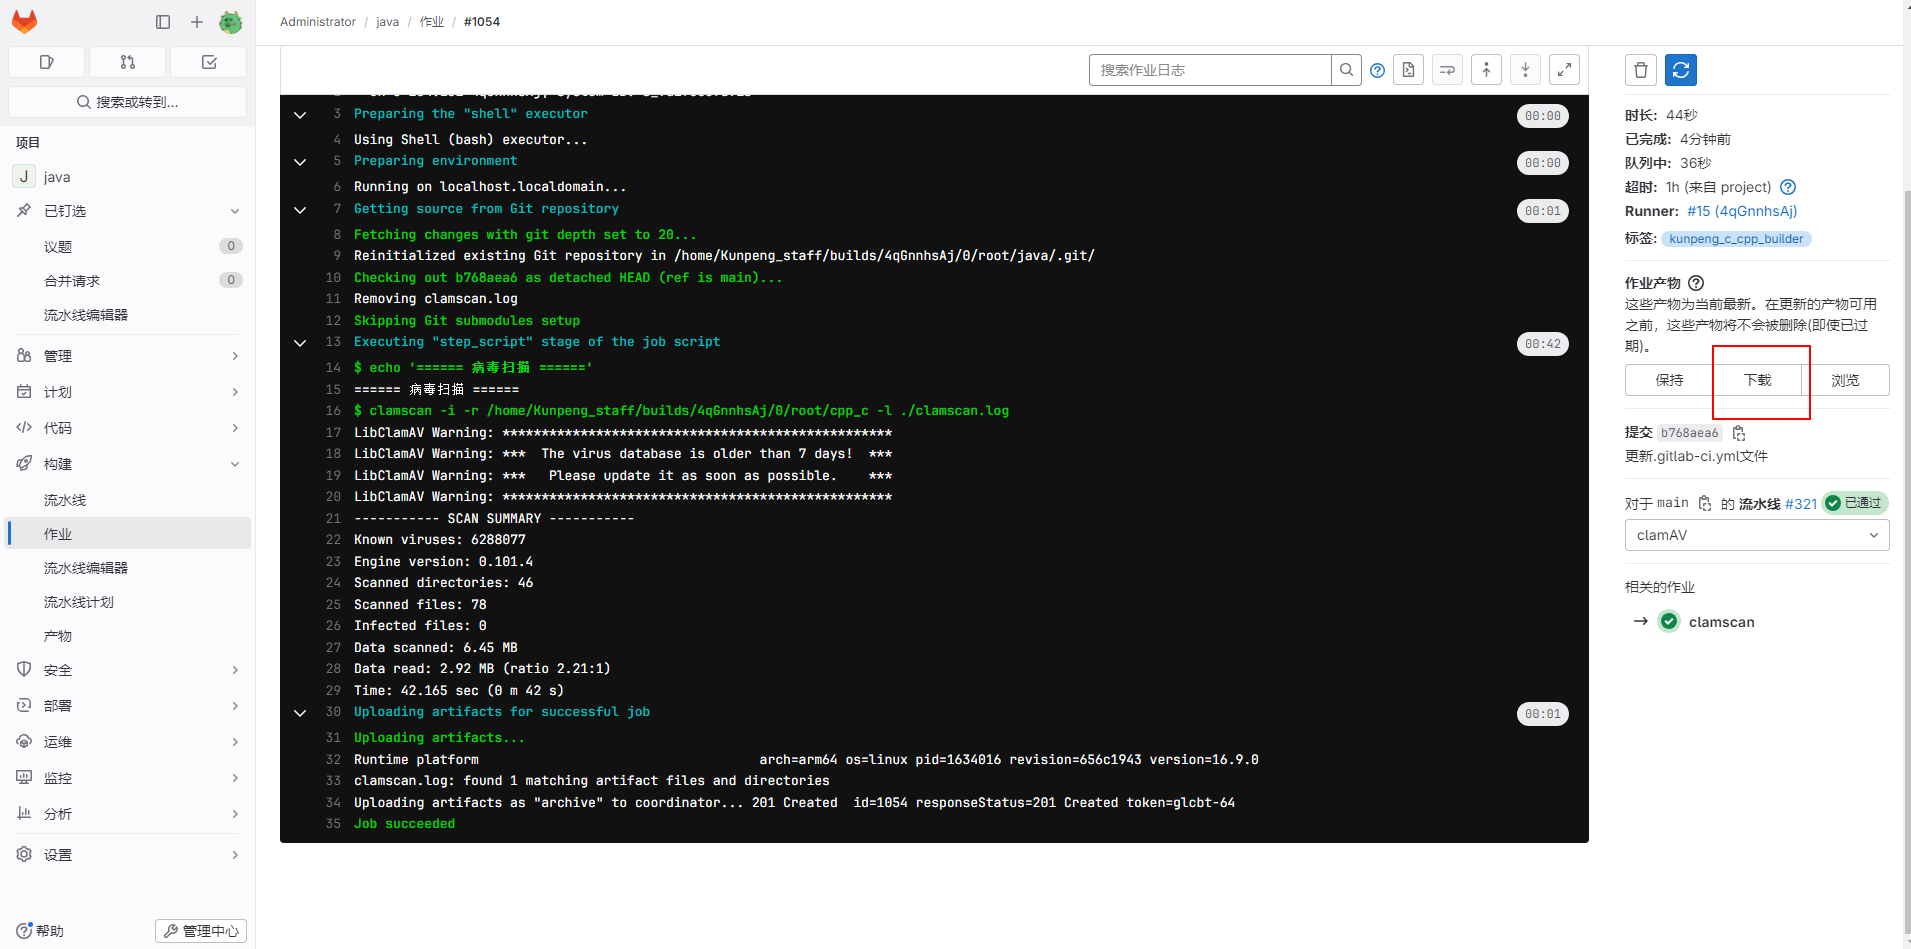 Administrator / java / 作业 / #1054
搜索或转到...
项目
J java
已钉选
议题 0
合并请求 0
流水线编辑器
管理
计划
代码
构建
流水线
作业
流水线编辑器
流水线计划
产物
安全
部署
运维
监控
分析
设置
帮助
管理中心
搜索作业日志
3 Preparing the "shell" executor 00:00
4 Using Shell (bash) executor...
5 Preparing environment 00:00
6 Running on localhost.localdomain...
7 Getting source from Git repository 00:01
8 Fetching changes with git depth set to 20...
9 Reinitialized existing Git repository in /home/Kunpeng_staff/builds/4qGnnhsAj/0/root/java/.git/
10 Checking out b768aea6 as detached HEAD (ref is main)...
11 Removing clamscan.log
12 Skipping Git submodules setup
13 Executing "step_script" stage of the job script 00:42
14 $ echo '====== 病毒扫猫 ======'
15 ====== 病毒扫猫 ======
16 $ clamscan -i -r /home/Kunpeng_staff/builds/4qGnnhsAj/0/root/cpp_c -l ./clamscan.log
17 LibClamAV Warning: **************************************************
18 LibClamAV Warning: ***  The virus database is older than 7 days!  ***
19 LibClamAV Warning: ***   Please update it as soon as possible.    ***
20 LibClamAV Warning: **************************************************
21 ----------- SCAN SUMMARY -----------
22 Known viruses: 6288077
23 Engine version: 0.101.4
24 Scanned directories: 46
25 Scanned files: 78
26 Infected files: 0
27 Data scanned: 6.45 MB
28 Data read: 2.92 MB (ratio 2.21:1)
29 Time: 42.165 sec (0 m 42 s)
30 Uploading artifacts for successful job 00:01
31 Uploading artifacts...
32 Runtime platform arch=arm64 os=linux pid=1634016 revision=656c1943 version=16.9.0
33 clamscan.log: found 1 matching artifact files and directories
34 Uploading artifacts as "archive" to coordinator... 201 Created  id=1054 responseStatus=201 Created token=glcbt-64
35 Job succeeded
时长: 44秒
已完成: 4分钟前
队列中: 36秒
超时: 1h (来自 project)
Runner: #15 (4qGnnhsAj)
标签: kunpeng_c_cpp_builder
作业产物
这些产物为当前最新。在更新的产物可用
之前，这些产物将不会被删除(即使已过
期)。
保持 下载 浏览
提交 b768aea6
更新.gitlab-ci.yml文件
对于 main 的 流水线 #321 已通过
clamAV
相关的作业
→ clamscan